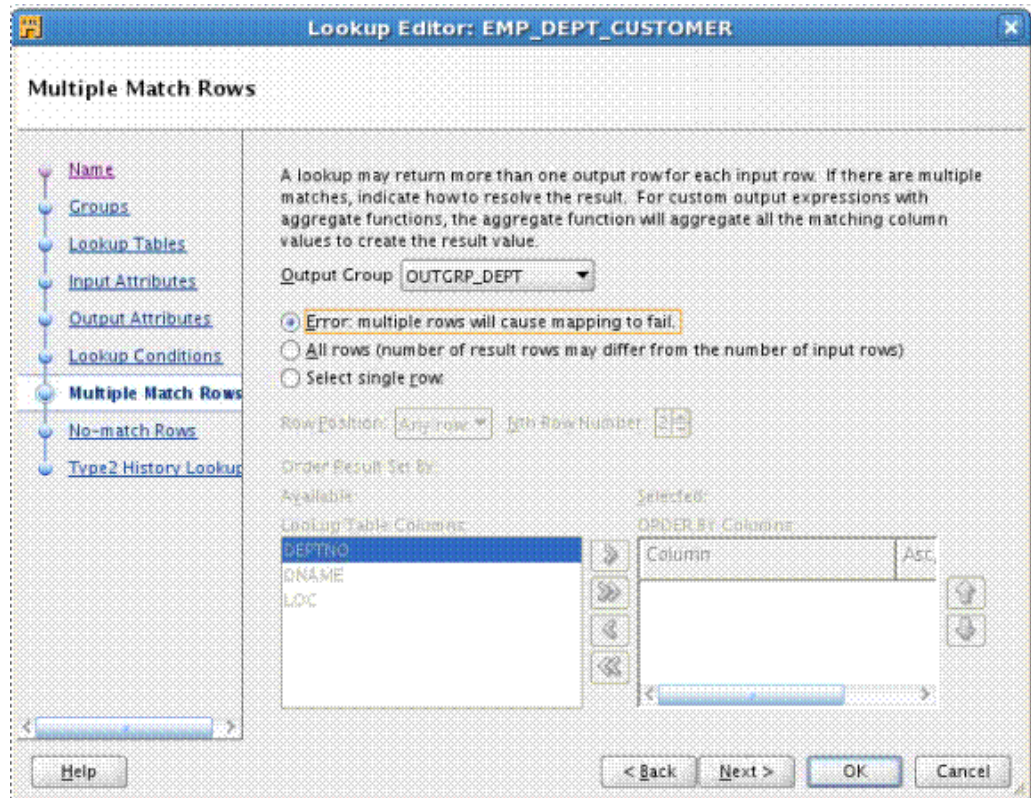 Lookup Editor: EMP_DEPT_CUSTOMER
Multiple Match Rows
Name
Groups
Lookup Tables
Input Attributes
Output Attributes
Lookup Conditions
Multiple Match Rows
No-match Rows
Type2 History Lookup
A lookup may return more than one output row for each input row. If there are multiple
matches, indicate how to resolve the result. For custom output expressions with
aggregate functions, the aggregate function will aggregate all the matching column
values to create the result value.
Output Group OUTGRP_DEPT
Error: multiple rows will cause mapping to fail.
All rows (number of result rows may differ from the number of input rows)
Select single row:
Row Position: Any row Nth Row Number: 2
Order Result Set By:
Available: Selected:
Lookup Table Columns: ORDER BY Columns:
DEPTNO
DNAME
LOC
Column Asc,
Help < Back Next > OK Cancel